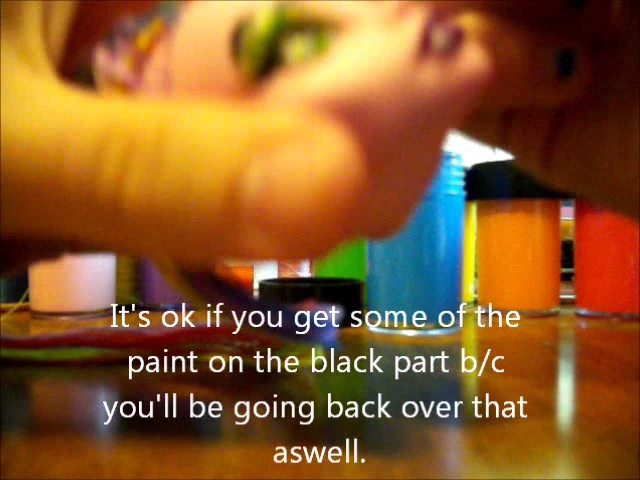 It's ok if you get some of the
paint on the black part b/c
you'll be going back over that
aswell.